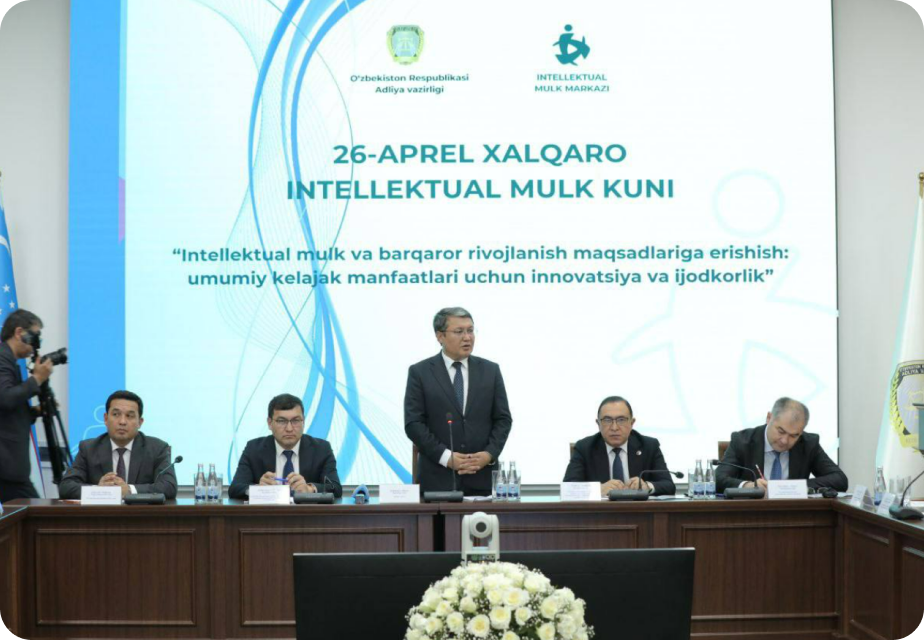 O‘zbekiston Respublikasi
Adliya vazirligi
INTELLEKTUAL
MULK MARKAZI
26-APREL XALQARO
INTELLEKTUAL MULK KUNI
“Intellektual mulk va barqaror rivojlanish maqsadlariga erishish:
umumiy kelajak manfaatlari uchun innovatsiya va ijodkorlik”